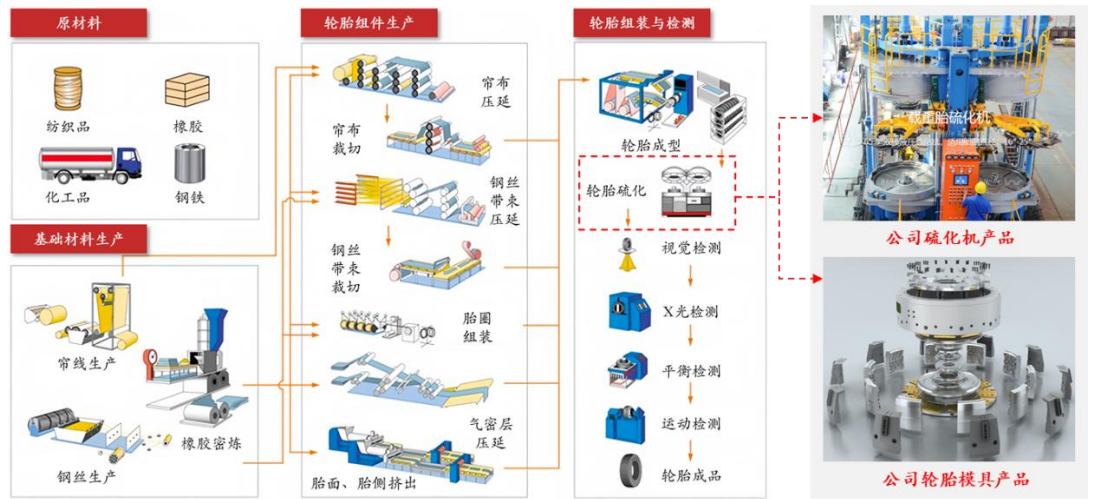 原材料
纺织品
橡胶
化工品
钢铁
基础材料生产
帘线生产
橡胶密炼
钢丝生产
轮胎组件生产
帘布
压延
帘布
裁切
钢丝
带束
压延
钢丝
带束
裁切
胎圈
组装
气密层
压延
胎面、胎侧挤出
轮胎组装与检测
轮胎成型
轮胎硫化
视觉检测
X光检测
平衡检测
运动检测
轮胎成品
载重胎硫化机
公司硫化机产品
公司轮胎模具产品